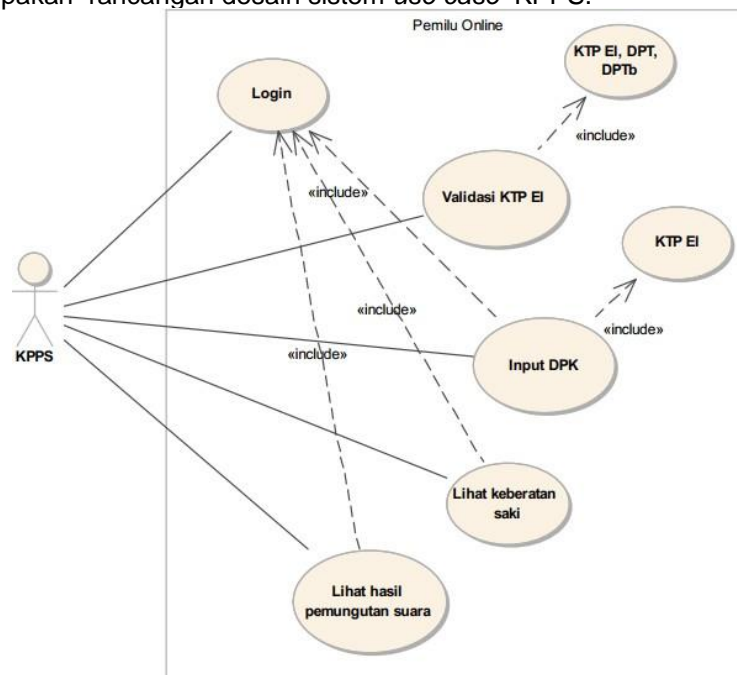 rancangan desain sistem use case KPPS.
Pemilu Online
KTP El, DPT,
DPTb
Login
«include»
Validasi KTP El
«include»
KTP El
«include»
«include»
«include»
Input DPK
KPPS
Lihat keberatan
saki
Lihat hasil
pemungutan suara